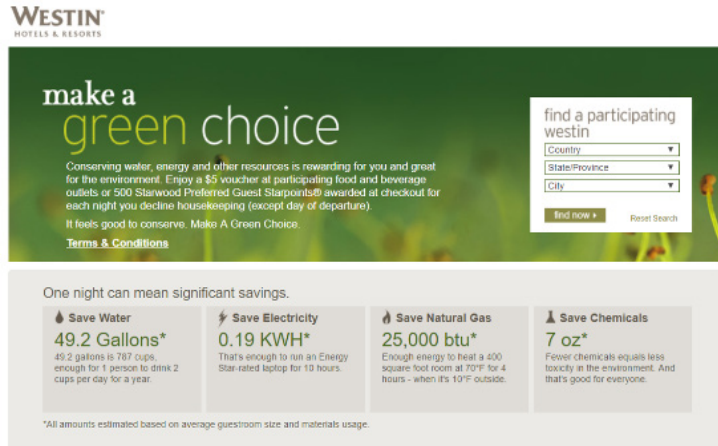 WESTIN®
HOTELS & RESORTS
make a
green choice
Conserving water, energy and other resources is rewarding for you and great
for the environment. Enjoy a $5 voucher at participating food and beverage
outlets or 500 Starwood Preferred Guest Starpoints® awarded at checkout for
each night you decline housekeeping (except day of departure).
It feels good to conserve. Make A Green Choice.
Terms & Conditions
find a participating
westin
Country
State/Province
City
find now
Reset Search
One night can mean significant savings.
Save Water
49.2 Gallons*
49.2 gallons is 787 cups,
enough for 1 person to drink 2
cups per day for a year.
Save Electricity
0.19 KWH*
That's enough to run an Energy
Star-rated laptop for 10 hours.
Save Natural Gas
25,000 btu*
Enough energy to heat a 400
square foot room at 70°F for 4
hours - when it's 10°F outside.
Save Chemicals
7 oz*
Fewer chemicals equals less
toxicity in the environment. And
that's good for everyone.
*All amounts estimated based on average guestroom size and materials usage.